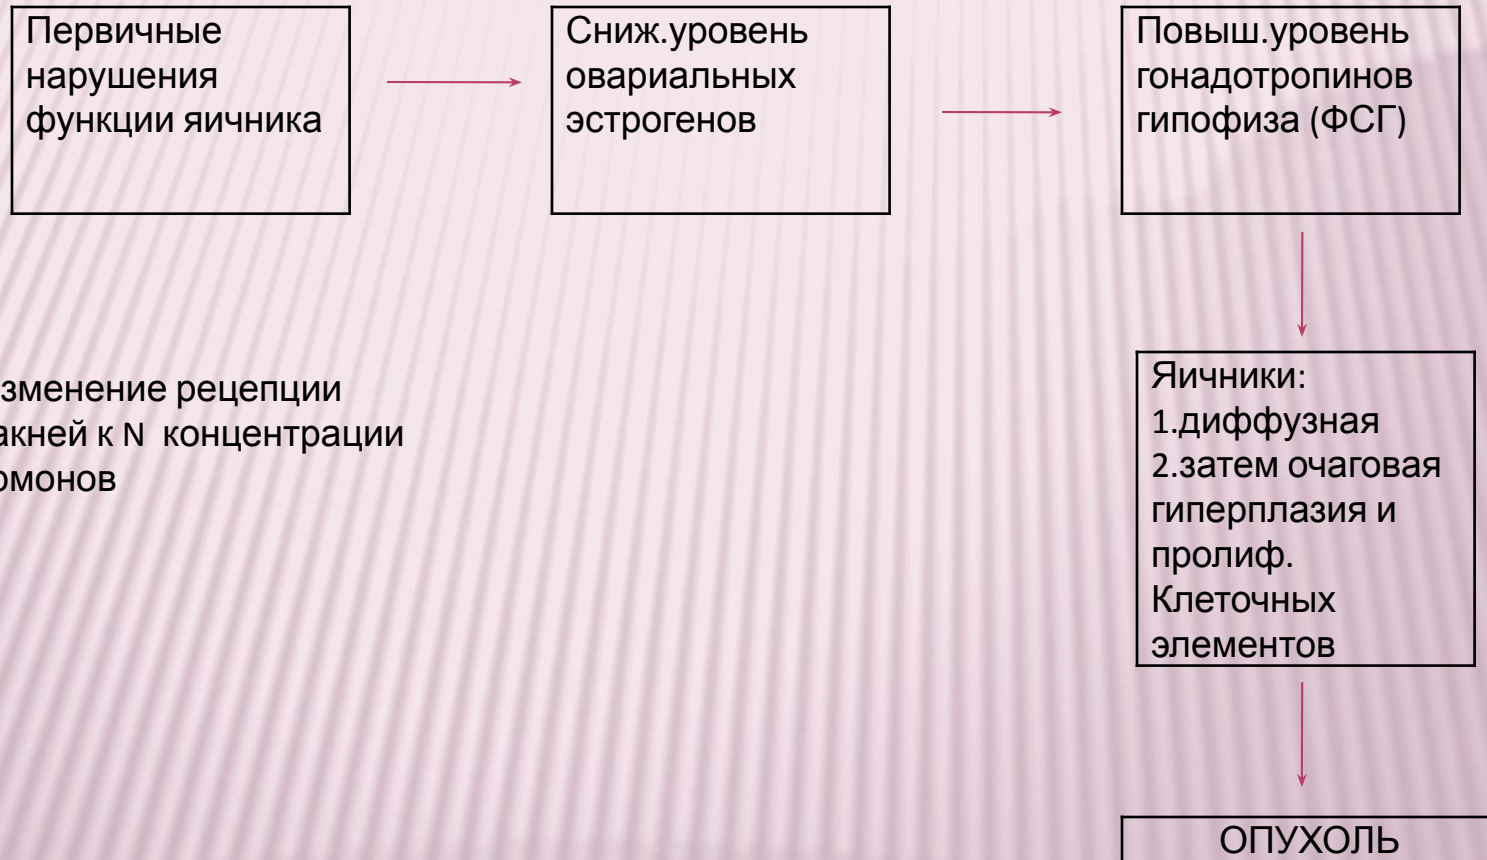 Первичные
нарушения
функции яичника
Сниж.уровень
овариальных
эстрогенов
Повыш.уровень
гонадотропинов
гипофиза (ФСГ)
зменение рецепции
акней к N концентрации
омонов
Яичники:
1.диффузная
2.затем очаговая
гиперплазия и
пролиф.
Клеточных
элементов
ОПУХОЛЬ